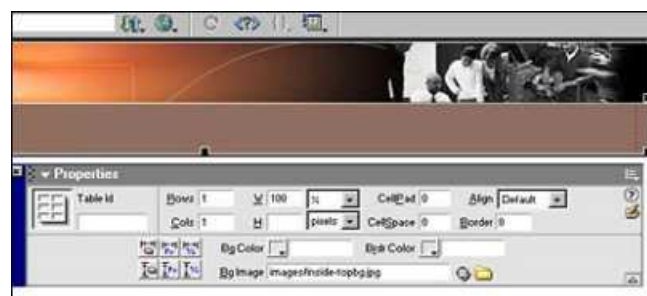 Properties
Table Id Rows 1 W 100 % CellPad 0 Align Default
Cols 1 H pixels CellSpace 0 Border 0
Bg Color Brdr Color
Bg Image images/inside-topbg.jpg